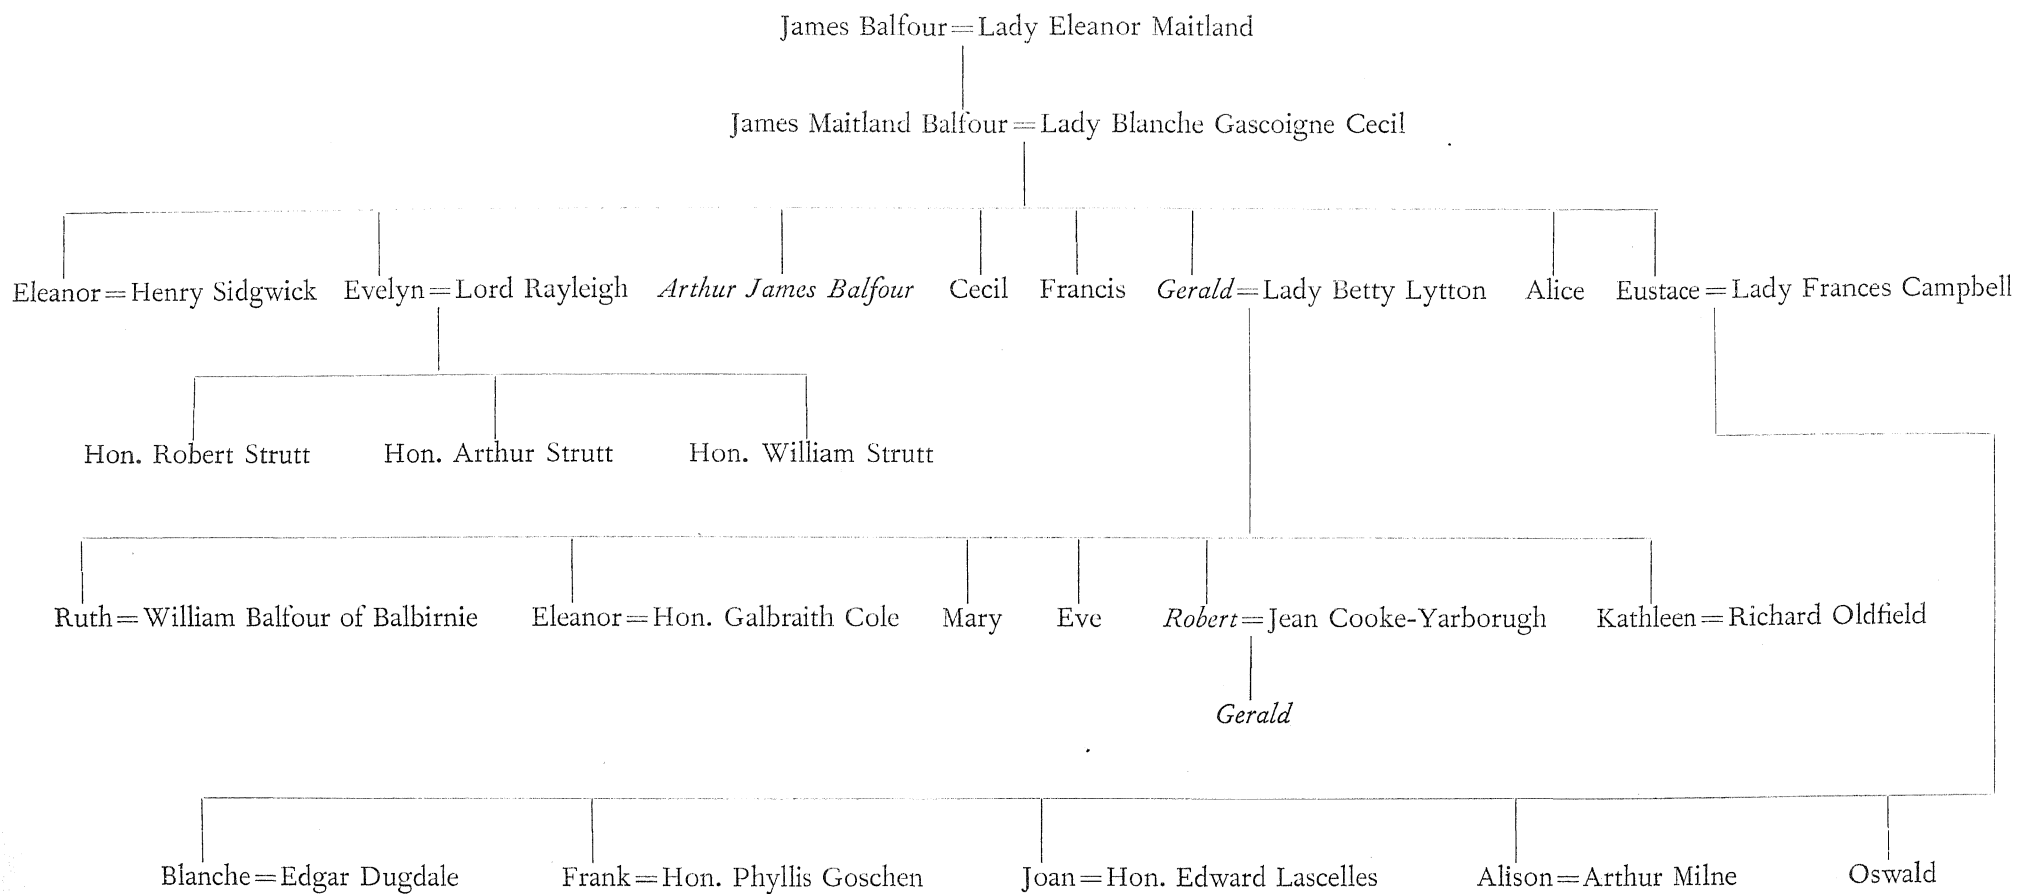 James Balfour=Lady Eleanor Maitland
James Maitland Balfour=Lady Blanche Gascoigne Cecil
Eleanor=Henry Sidgwick Evelyn=Lord Rayleigh Arthur James Balfour Cecil Francis Gerald=Lady Betty Lytton Alice Eustace=Lady Frances Campbell
Hon. Robert Strutt Hon. Arthur Strutt Hon. William Strutt
Ruth=William Balfour of Balbirnie Eleanor=Hon. Galbraith Cole Mary Eve Robert=Jean Cooke-Yarborugh Kathleen=Richard Oldfield
Gerald
Blanche=Edgar Dugdale Frank=Hon. Phyllis Goschen Joan=Hon. Edward Lascelles Alison=Arthur Milne Oswald